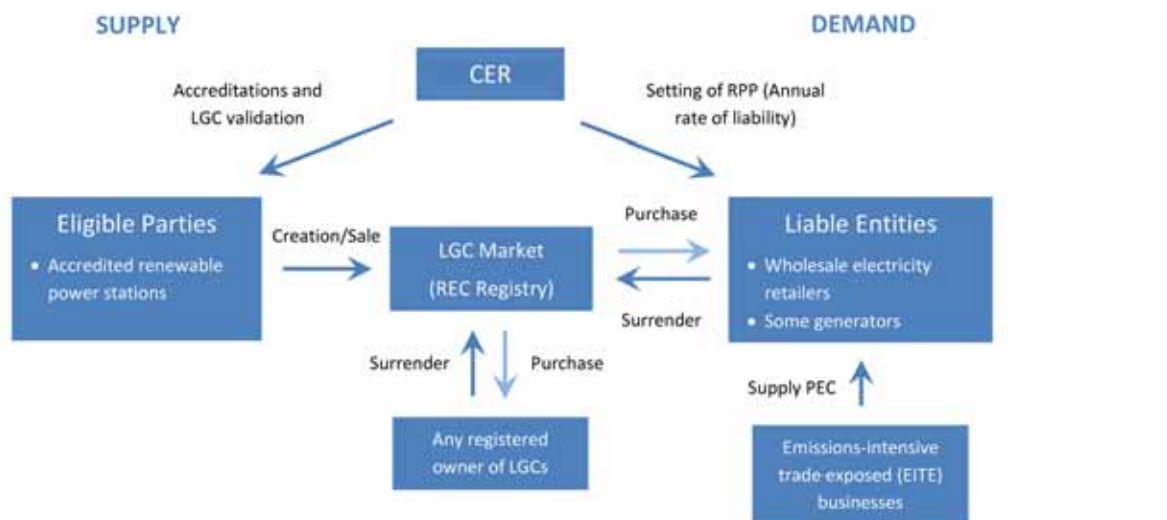 SUPPLY
DEMAND
CER
Accreditations and
LGC validation
Setting of RPP (Annual
rate of liability)
Eligible Parties
• Accredited renewable
power stations
Creation/Sale
LGC Market
(REC Registry)
Purchase
Surrender
Liable Entities
• Wholesale electricity
retailers
• Some generators
Surrender
Purchase
Supply PEC
Any registered
owner of LGCs
Emissions-intensive
trade-exposed (EITE)
businesses